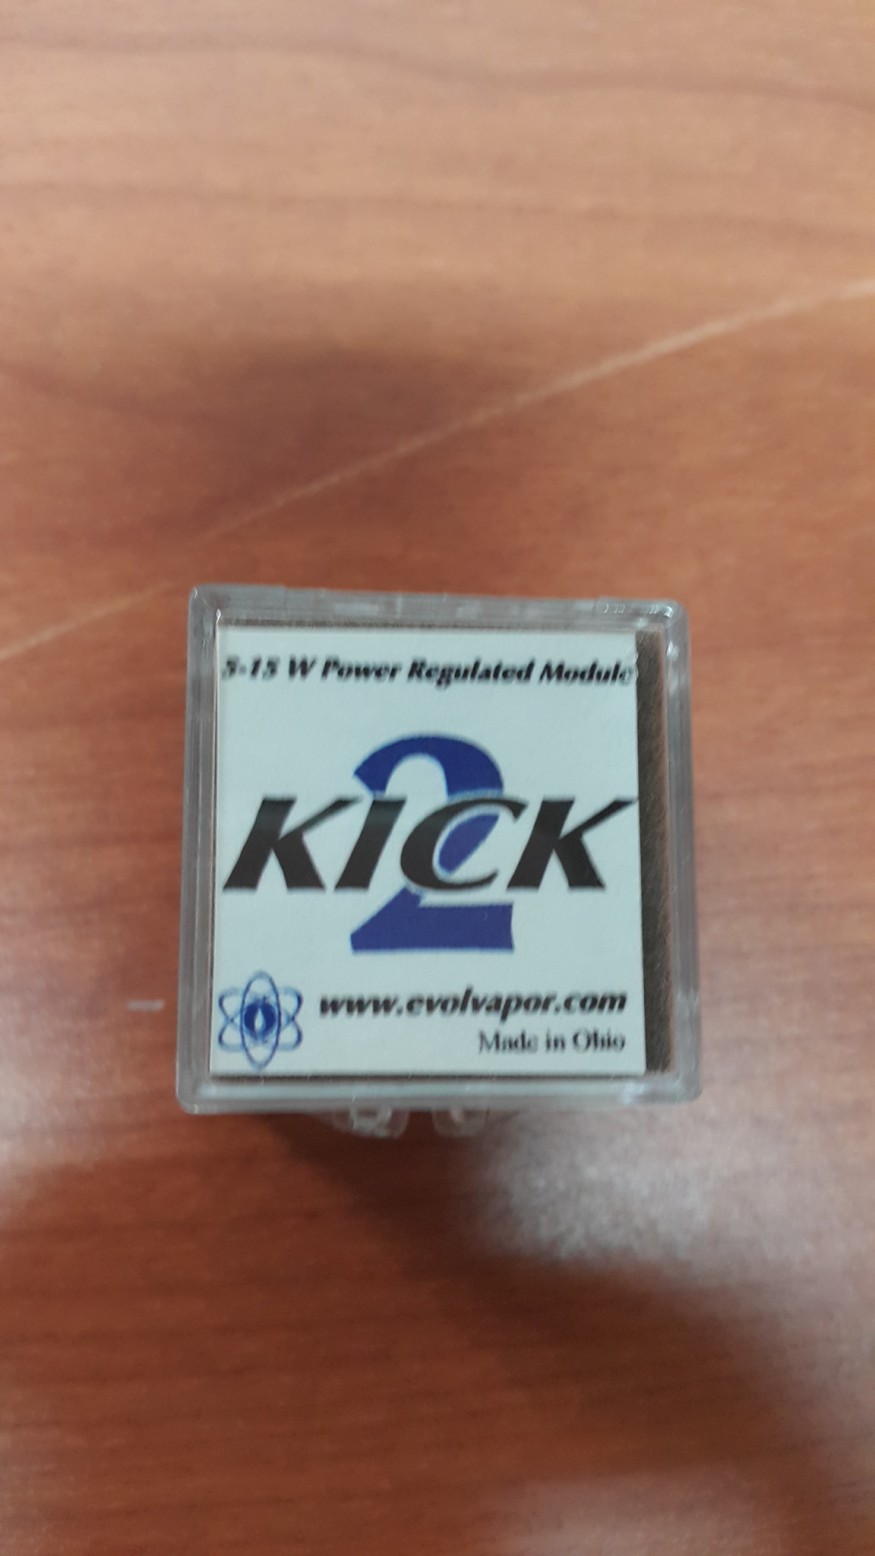 5-15 W Power Regulated Module
KICK
2
www.evolvapor.com
Made in Ohio